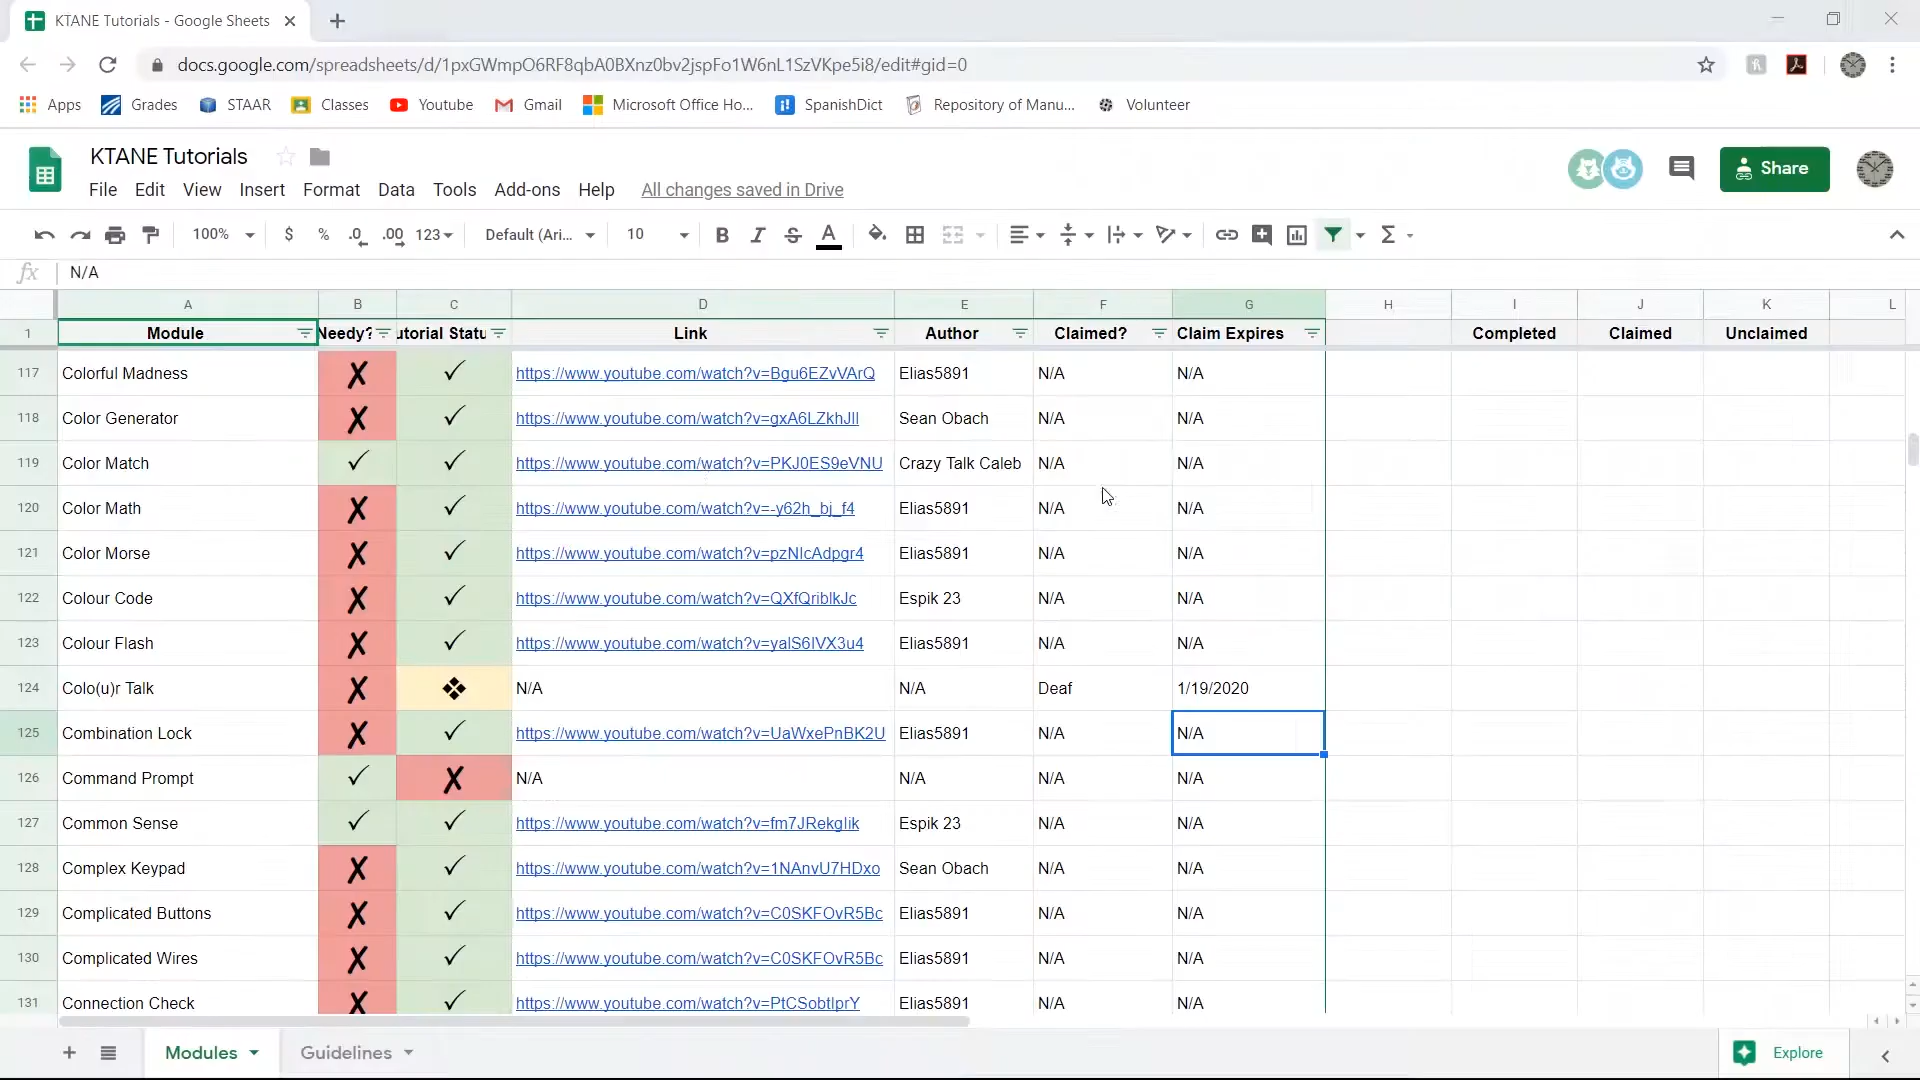 KTANE Tutorials - Google Sheets
docs.google.com/spreadsheets/d/1pxGWmpO6RF8qbA0BXnz0bv2jspFo1W6nL1SzVKpe5i8/edit#gid=0
Apps Grades STAAR Classes Youtube Gmail Microsoft Office Ho... SpanishDict Repository of Manu... Volunteer
KTANE Tutorials
Share
File Edit View Insert Format Data Tools Add-ons Help All changes saved in Drive
100% $ % .0 .00 123 Default (Ari... 10 B I S A
fx N/A
A B C D E F G H I J K L
1 Module Needy? utorial Statu Link Author Claimed? Claim Expires Completed Claimed Unclaimed
117 Colorful Madness ✗ ✓ https://www.youtube.com/watch?v=Bgu6EZvVArQ Elias5891 N/A N/A
118 Color Generator ✗ ✓ https://www.youtube.com/watch?v=gxA6LZkhJII Sean Obach N/A N/A
119 Color Match ✓ ✓ https://www.youtube.com/watch?v=PKJ0ES9eVNU Crazy Talk Caleb N/A N/A
120 Color Math ✗ ✓ https://www.youtube.com/watch?v=-y62h_bj_f4 Elias5891 N/A N/A
121 Color Morse ✗ ✓ https://www.youtube.com/watch?v=pzNIcAdpgr4 Elias5891 N/A N/A
122 Colour Code ✗ ✓ https://www.youtube.com/watch?v=QXfQriblkJc Espik 23 N/A N/A
123 Colour Flash ✗ ✓ https://www.youtube.com/watch?v=yalS6IVX3u4 Elias5891 N/A N/A
124 Colo(u)r Talk ✗ ❖ N/A N/A Deaf 1/19/2020
125 Combination Lock ✗ ✓ https://www.youtube.com/watch?v=UaWxePnBK2U Elias5891 N/A N/A
126 Command Prompt ✓ ✗ N/A N/A N/A N/A
127 Common Sense ✓ ✓ https://www.youtube.com/watch?v=fm7JRekgIik Espik 23 N/A N/A
128 Complex Keypad ✗ ✓ https://www.youtube.com/watch?v=1NAnvU7HDxo Sean Obach N/A N/A
129 Complicated Buttons ✗ ✓ https://www.youtube.com/watch?v=C0SKFOvR5Bc Elias5891 N/A N/A
130 Complicated Wires ✗ ✓ https://www.youtube.com/watch?v=C0SKFOvR5Bc Elias5891 N/A N/A
131 Connection Check ✗ ✓ https://www.youtube.com/watch?v=PtCSobtlprY Elias5891 N/A N/A
Modules Guidelines Explore